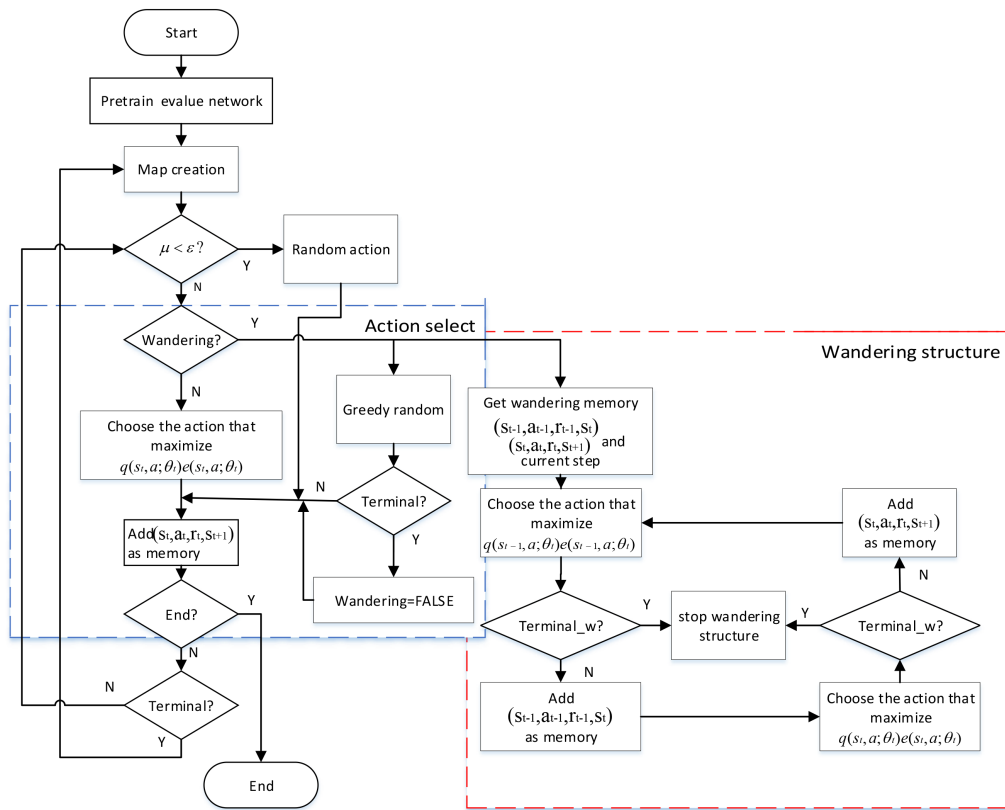 Start
Pretrain evalue network
Map creation
μ < ε ?
Y
N
Random action
Action select
Wandering?
Y
N
Wandering structure
Greedy random
Choose the action that
maximize
q(st,a;θt)e(st,a;θt)
Get wandering memory
(st-1,at-1,rt-1,st)
(st,at,rt,st+1) and
current step
Terminal?
N
Y
Add(st,at,rt,st+1)
as memory
Choose the action that
maximize
q(st−1,a;θt)e(st−1,a;θt)
Add
(st,at,rt,st+1)
as memory
Wandering=FALSE
End?
Y
N
Terminal_w?
Y
N
stop wandering
structure
Terminal_w?
Y
N
Terminal?
N
Y
Add
(st-1,at-1,rt-1,st)
as memory
Choose the action that
maximize
q(st,a;θt)e(st,a;θt)
End